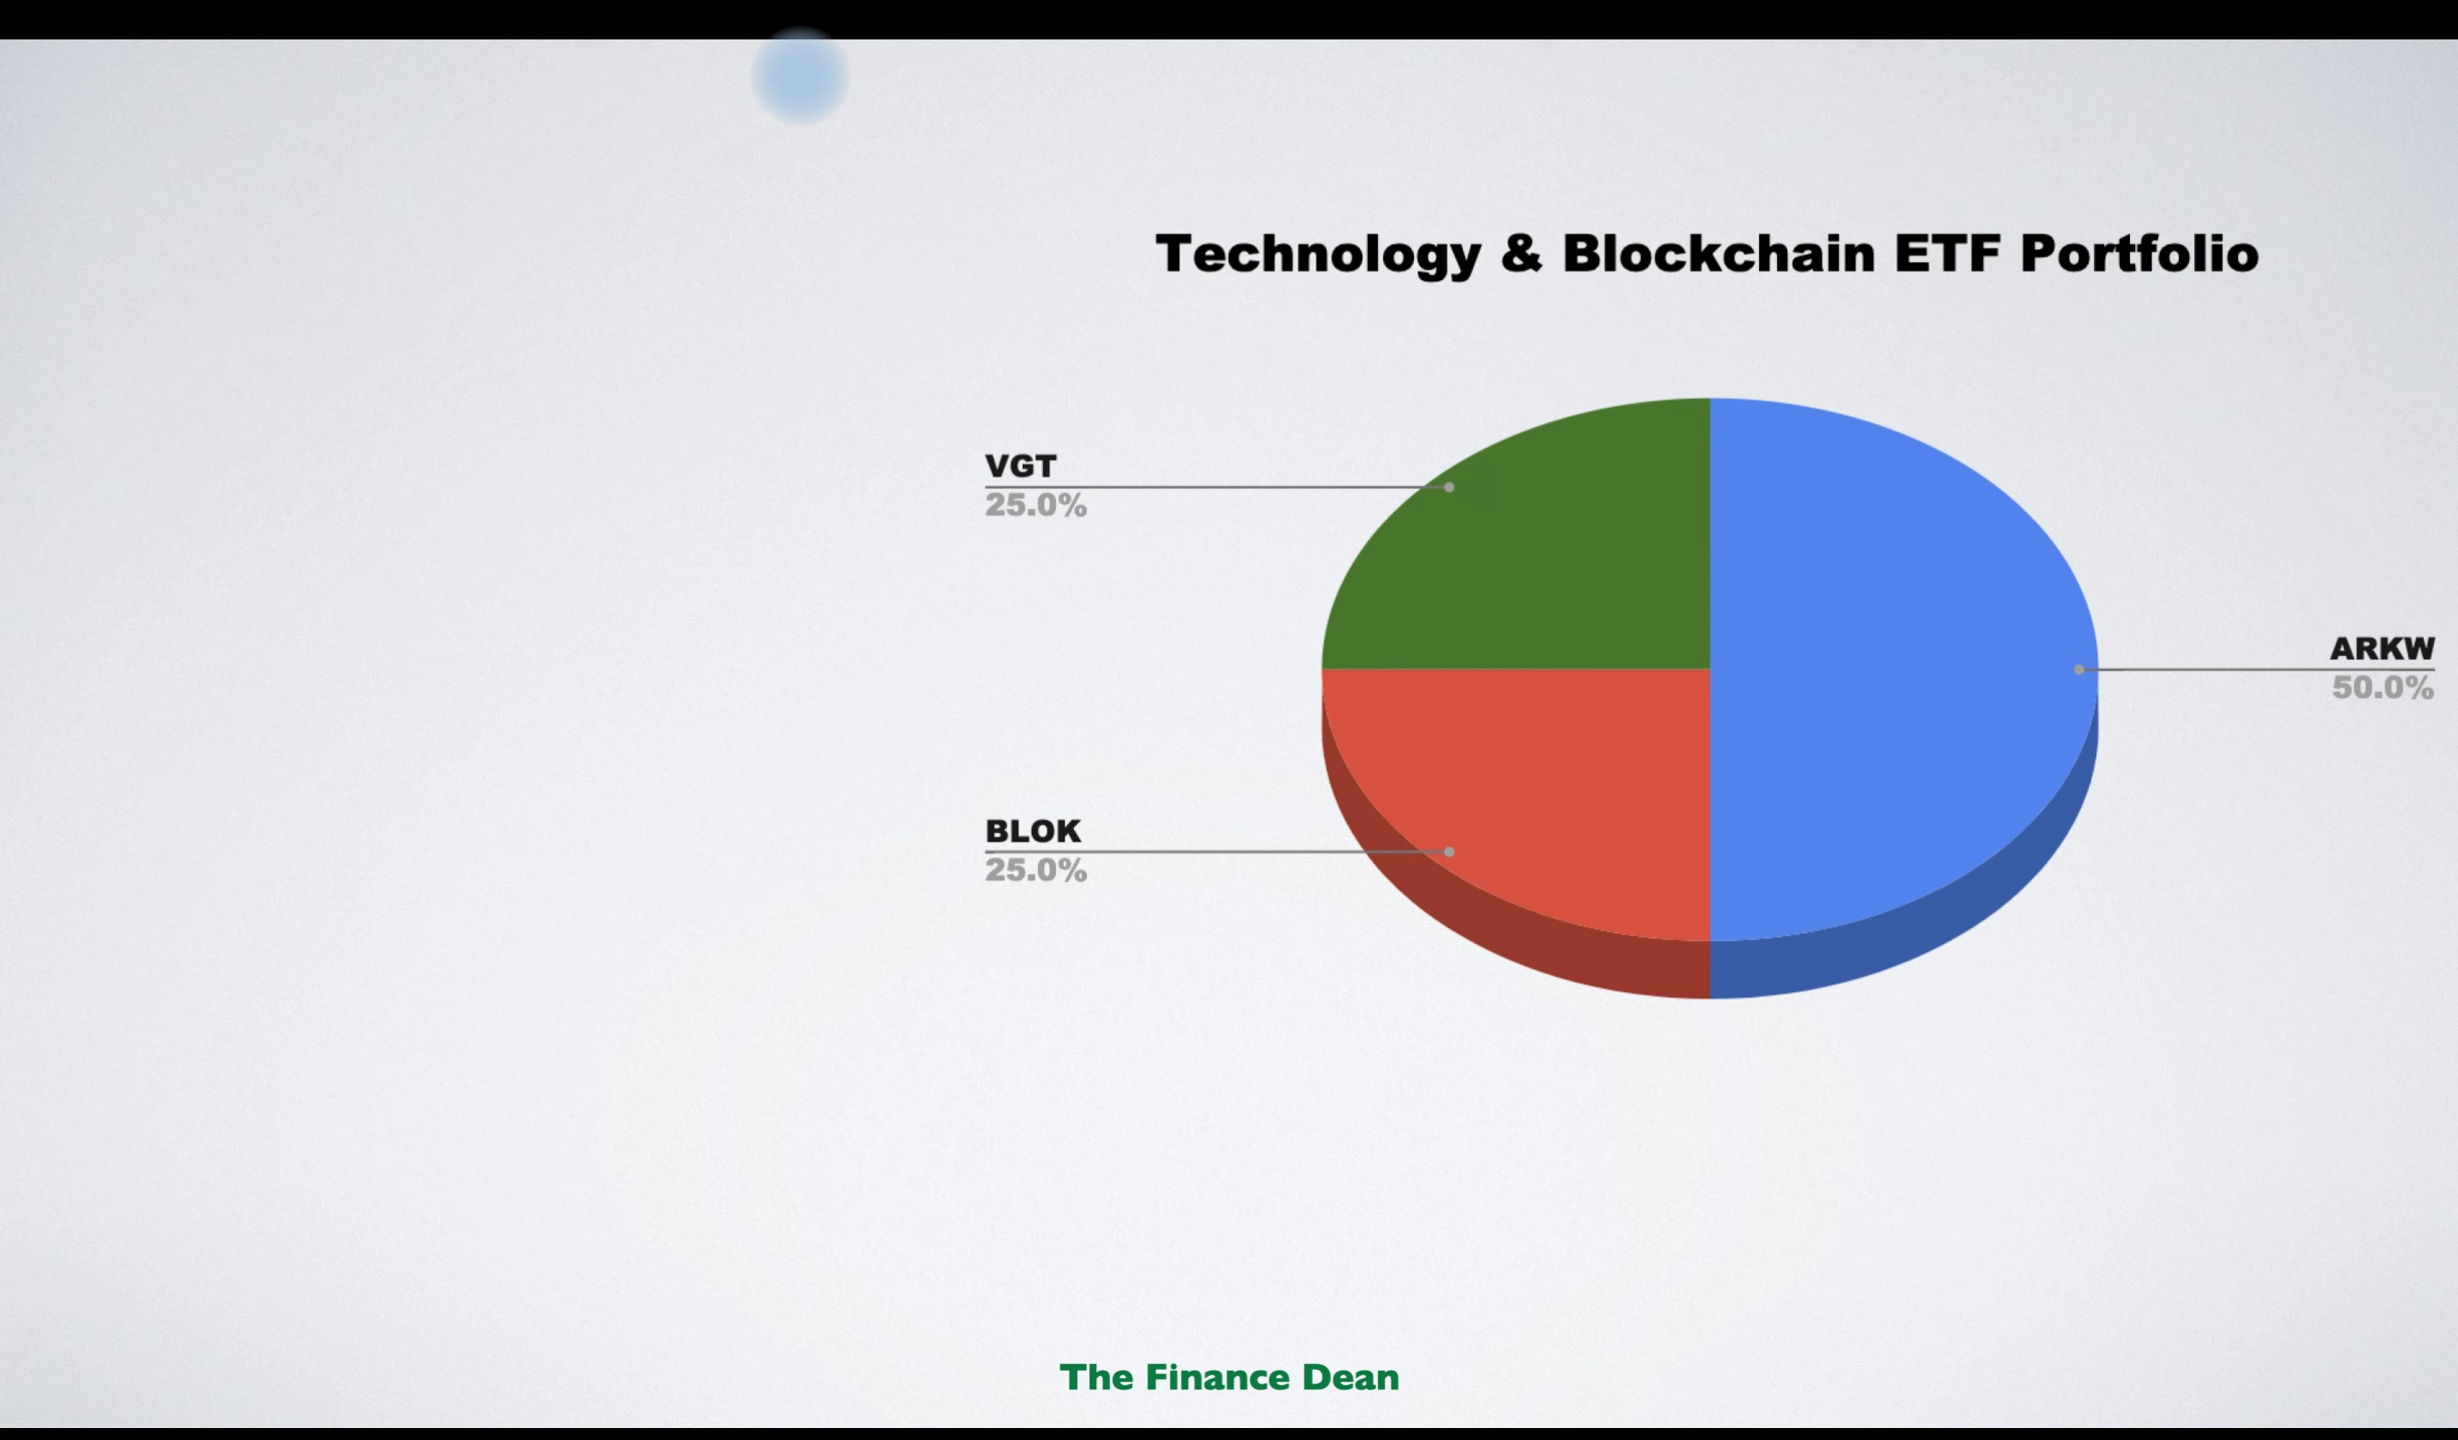 Technology & Blockchain ETF Portfolio
VGT
25.0%
ARKW
50.0%
BLOK
25.0%
The Finance Dean